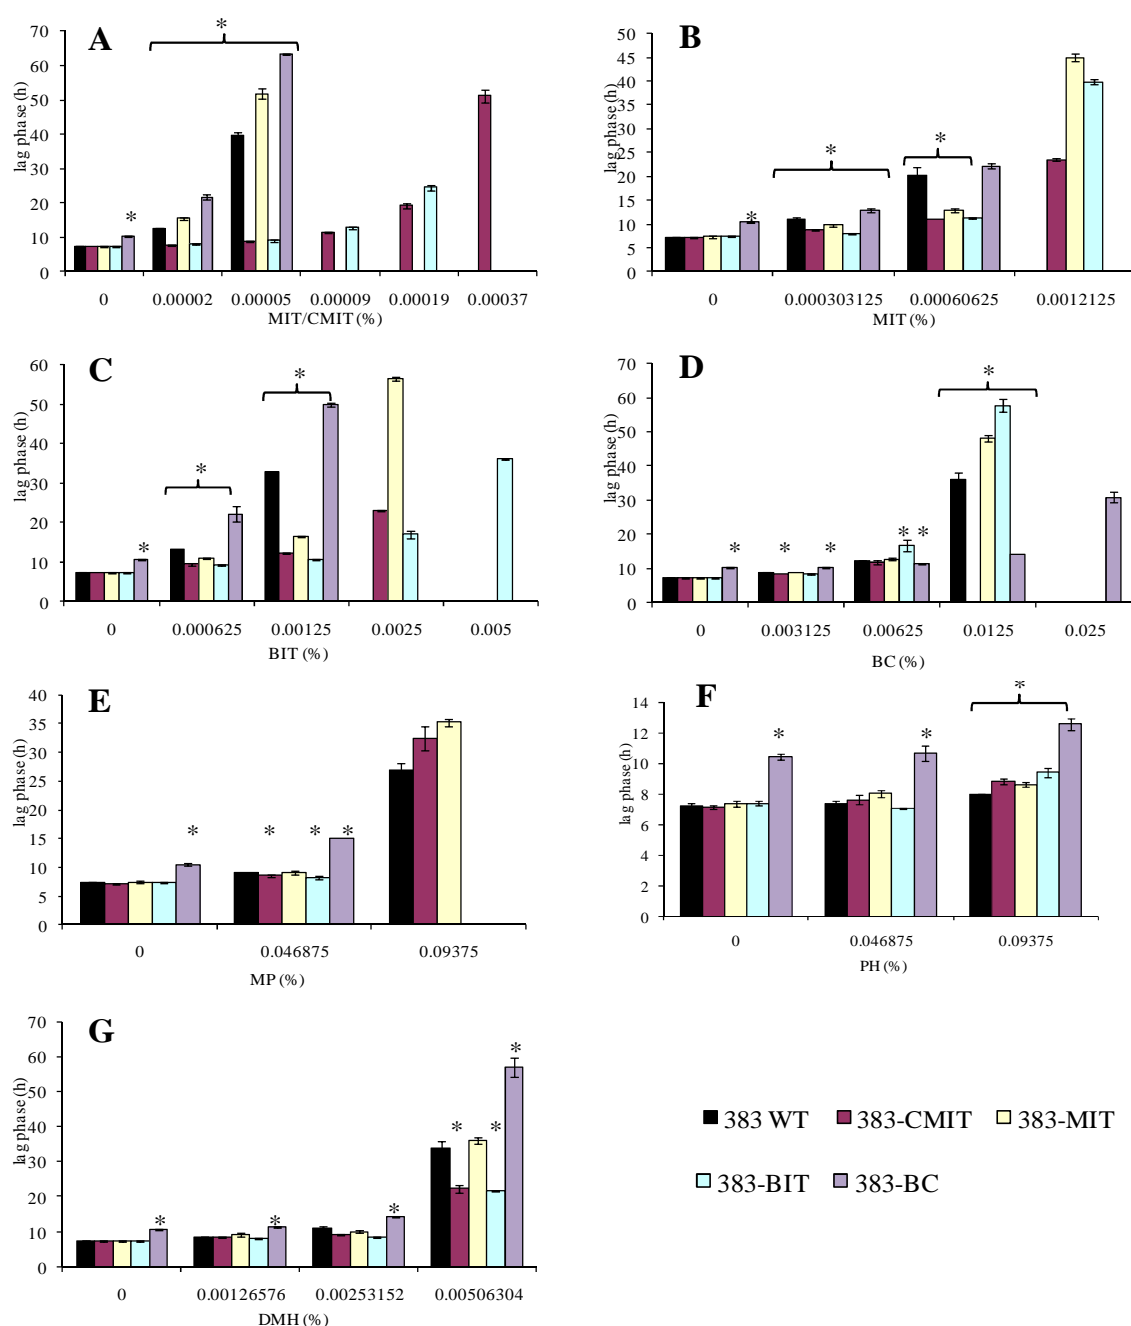 A
*
*
lag phase (h)
70
60
50
40
30
20
10
0
0 0.00002 0.00005 0.00009 0.00019 0.00037
MIT/CMIT (%)
B
*
*
*
lag phase (h)
50
45
40
35
30
25
20
15
10
5
0
0 0.000303125 0.00060625 0.0012125
MIT (%)
C
*
*
*
lag phase (h)
60
50
40
30
20
10
0
0 0.000625 0.00125 0.0025 0.005
BIT (%)
D
*
* * * * *
lag phase (h)
70
60
50
40
30
20
10
0
0 0.003125 0.00625 0.0125 0.025
BC (%)
E
* * * *
lag phase (h)
40
35
30
25
20
15
10
5
0
0 0.046875 0.09375
MP (%)
F
*
* *
lag phase (h)
14
12
10
8
6
4
2
0
0 0.046875 0.09375
PH (%)
G
*
* *
*
* *
lag phase (h)
70
60
50
40
30
20
10
0
0 0.00126576 0.00253152 0.00506304
DMH (%)
383 WT 383-CMIT 383-MIT
383-BIT 383-BC